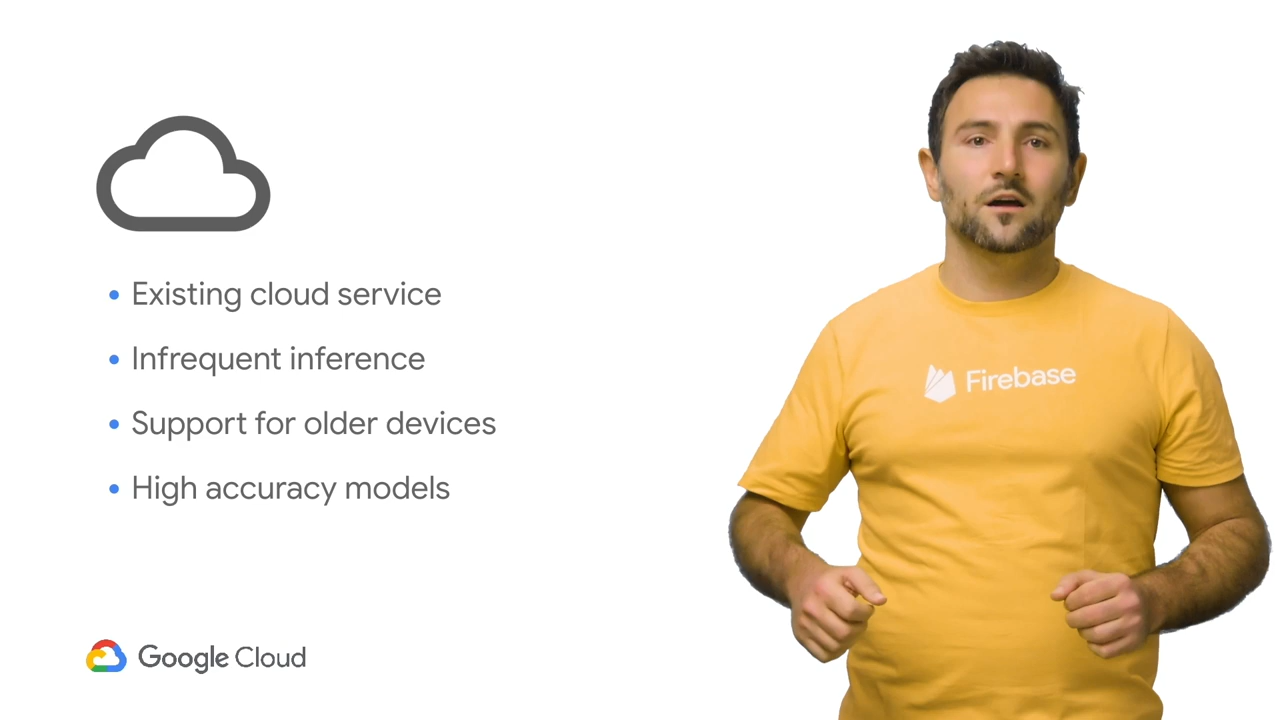 Existing cloud service
Infrequent inference
Support for older devices
High accuracy models
Firebase
Google Cloud